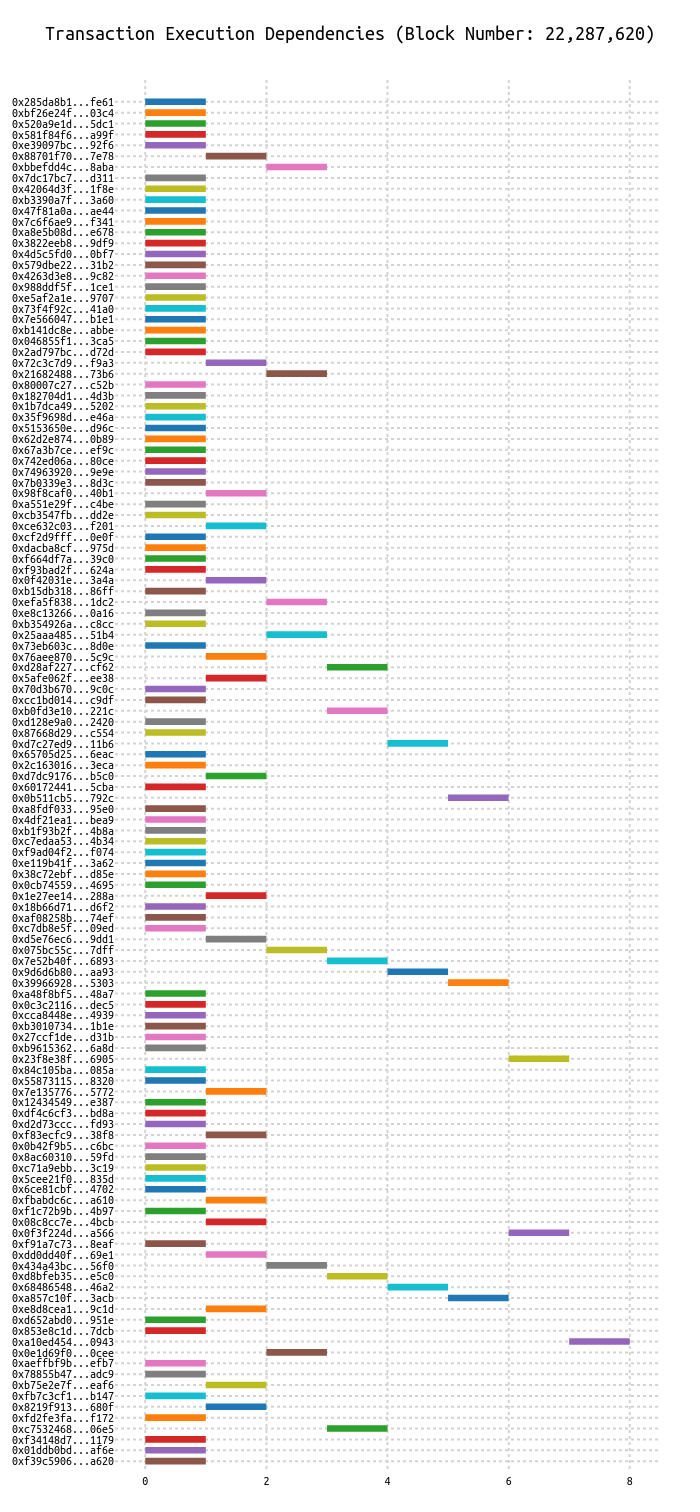 Transaction Execution Dependencies (Block Number: 22,287,620)
0x285da8b1...fe61
0xbf26e24f...03c4
0x520a9e1d...5dc1
0x581f84f6...a99f
0xe39097bc...92f6
0x88701f70...7e78
0xbbefdd4c...8aba
0x7dc17bc7...d311
0x42064d3f...1f8e
0xb3390a7f...3a60
0x47f81a0a...ae44
0x7c6f6ae9...f341
0xa8e5b08d...e678
0x3822eeb8...9df9
0x4d5c5fd0...0bf7
0x579dbe22...31b2
0x4263d3e8...9c82
0x988ddf5f...1ce1
0xe5af2a1e...9707
0x73f4f92c...41a0
0x7e566047...b1e1
0xb141dc8e...abbe
0x046855f1...3ca5
0x2ad797bc...d72d
0x72c3c7d9...f9a3
0x21682488...73b6
0x80007c27...c52b
0x182704d1...4d3b
0x1b7dca49...5202
0x35f9698d...e46a
0x5153650e...d96c
0x62d2e874...0b89
0x67a3b7ce...ef9c
0x742ed06a...80ce
0x74963920...9e9e
0x7b0339e3...8d3c
0x98f8caf0...40b1
0xa551e29f...c4be
0xcb3547fb...dd2e
0xce632c03...f201
0xcf2d9fff...0e0f
0xdacba8cf...975d
0xf664df7a...39c0
0xf93bad2f...624a
0x0f42031e...3a4a
0xb15db318...86ff
0xefa5f838...1dc2
0xe8c13266...0a16
0xb354926a...c8cc
0x25aaa485...51b4
0x73eb603c...8d0e
0x76aee870...5c9c
0xd28af227...cf62
0x5afe062f...ee38
0x70d3b670...9c0c
0xcc1bd014...c9df
0xb0fd3e10...221c
0xd128e9a0...2420
0x87668d29...c554
0xd7c27ed9...11b6
0x65705d25...6eac
0x2c163016...3eca
0xd7dc9176...b5c0
0x60172441...5cba
0x0b511cb5...792c
0xa8fdf033...95e0
0x4df21ea1...bea9
0xb1f93b2f...4b8a
0xc7edaa53...4b34
0xf9ad04f2...f074
0xe119b41f...3a62
0x38c72ebf...d85e
0x0cb74559...4695
0x1e27ee14...288a
0x18b66d71...d6f2
0xaf08258b...74ef
0xc7db8e5f...09ed
0xd5e76ec6...9dd1
0x075bc55c...7dff
0x7e52b40f...6893
0x9d6d6b80...aa93
0x39966928...5303
0xa48f8bf5...48a7
0x0c3c2116...dec5
0xcca8448e...4939
0xb3010734...1b1e
0x27ccf1de...d31b
0xb9615362...6a8d
0x23f8e38f...6905
0x84c105ba...085a
0x55873115...8320
0x7e135776...5772
0x12434549...e387
0xdf4c6cf3...bd8a
0xd2d73ccc...fd93
0xf83ecfc9...38f8
0x0b42f9b5...c6bc
0x8ac60310...59fd
0xc71a9ebb...3c19
0x5cee21f0...835d
0x6ce81cbf...4702
0xfbabdc6c...a610
0xf1c72b9b...4b97
0x08c8cc7e...4bcb
0x0f3f224d...a566
0xf91a7c73...8eaf
0xdd0dd40f...69e1
0x434a43bc...56f0
0xd8bfeb35...e5c0
0x68486548...46a2
0xa857c10f...3acb
0xe8d8cea1...9c1d
0xd652abd0...951e
0x853e8c1d...7dcb
0xa10ed454...0943
0x0e1d69f0...0cee
0xaeffbf9b...efb7
0x78855b47...adc9
0xb75e2e7f...eaf6
0xfb7c3cf1...b147
0x8219f913...680f
0xfd2fe3fa...f172
0xc7532468...06e5
0xf34148d7...1179
0x01ddb0bd...af6e
0xf39c5906...a620
0 2 4 6 8